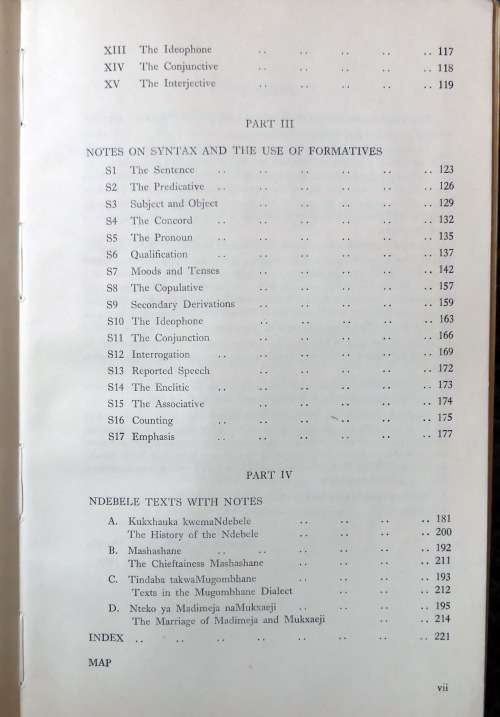 XIII The Ideophone .. .. .. .. .. 117
XIV The Conjunctive .. .. .. .. .. 118
XV The Interjective .. .. .. .. .. 119
PART III
NOTES ON SYNTAX AND THE USE OF FORMATIVES
S1 The Sentence .. .. .. .. .. .. 123
S2 The Predicative .. .. .. .. .. .. 126
S3 Subject and Object .. .. .. .. .. 129
S4 The Concord .. .. .. .. .. .. 132
S5 The Pronoun .. .. .. .. .. .. 135
S6 Qualification .. .. .. .. .. .. 137
S7 Moods and Tenses .. .. .. .. .. 142
S8 The Copulative .. .. .. .. .. 157
S9 Secondary Derivations .. .. .. .. .. 159
S10 The Ideophone .. .. .. .. .. 163
S11 The Conjunction .. .. .. .. .. 166
S12 Interrogation .. .. .. .. .. .. 169
S13 Reported Speech .. .. .. .. .. 172
S14 The Enclitic .. .. .. .. .. .. 173
S15 The Associative .. .. .. .. .. 174
S16 Counting .. .. .. .. .. .. 175
S17 Emphasis .. .. .. .. .. .. 177
PART IV
NDEBELE TEXTS WITH NOTES
A. Kukxhauka kwemaNdebele .. .. .. .. 181
The History of the Ndebele .. .. .. .. 200
B. Mashashane .. .. .. .. .. .. 192
The Chieftainess Mashashane .. .. .. .. 211
C. Tindaba takwaMugombhane .. .. .. .. 193
Texts in the Mugombhane Dialect .. .. .. 212
D. Nteko ya Madimeja naMukxaeji .. .. .. .. 195
The Marriage of Madimeja and Mukxaeji .. .. 214
INDEX .. .. .. .. .. .. .. .. 221
MAP
vii